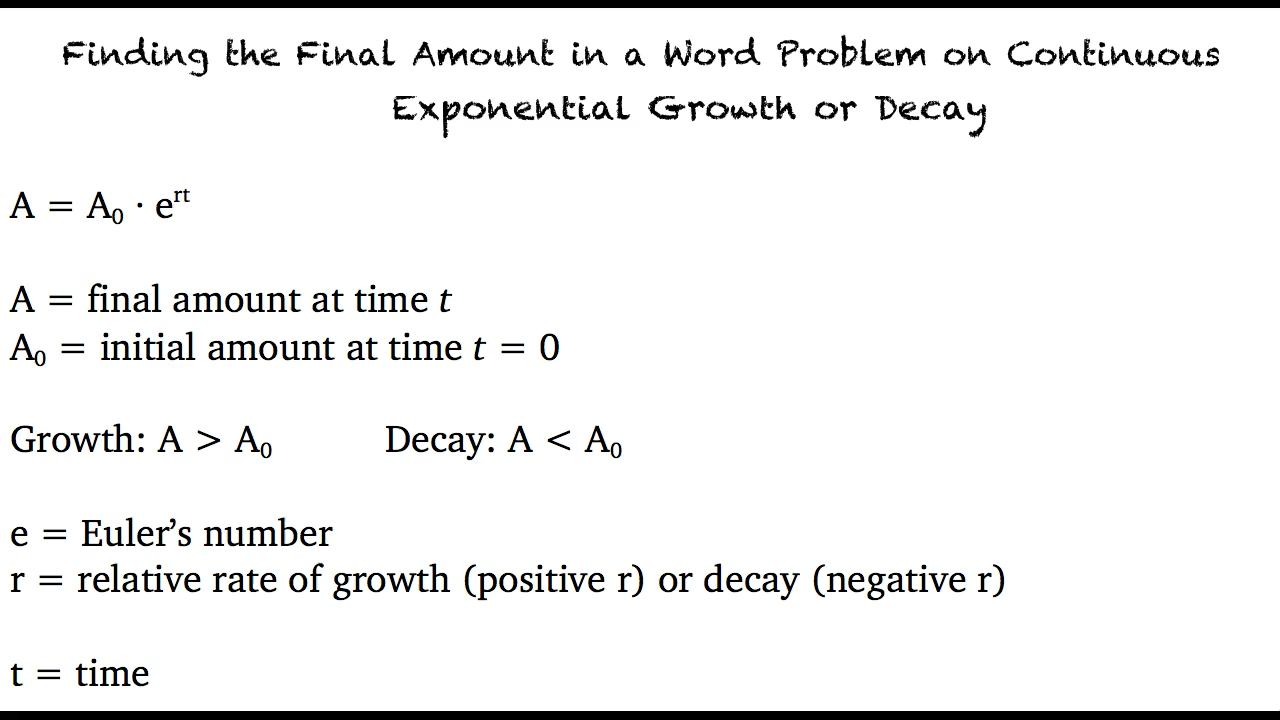 Finding the Final Amount in a Word Problem on Continuous
Exponential Growth or Decay
A = A₀ · eʳᵗ
A = final amount at time t
A₀ = initial amount at time t = 0
Growth: A > A₀ Decay: A < A₀
e = Euler’s number
r = relative rate of growth (positive r) or decay (negative r)
t = time